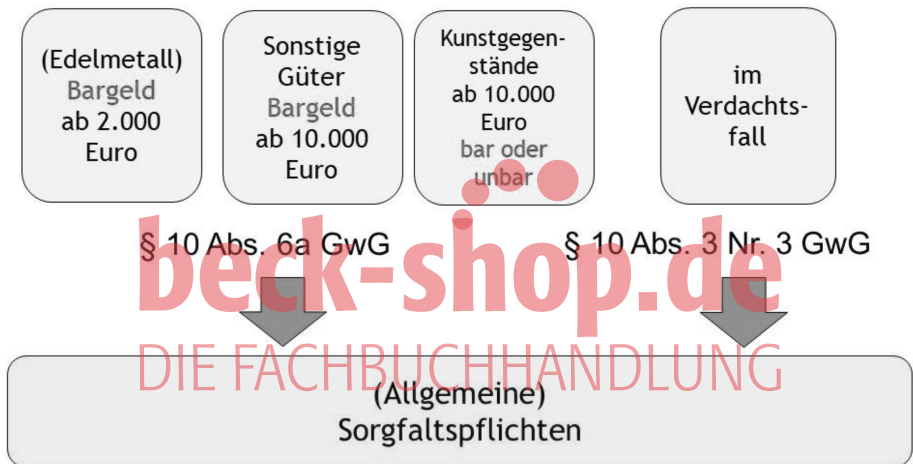 (Edelmetall)
Bargeld
ab 2.000
Euro
Sonstige
Güter
Bargeld
ab 10.000
Euro
Kunstgegen-
stände
ab 10.000
Euro
bar oder
unbar
im
Verdachts-
fall
§ 10 Abs. 6a GwG
§ 10 Abs. 3 Nr. 3 GwG
beck-shop.de
DIE FACHBUCHHANDLUNG
(Allgemeine)
Sorgfaltspflichten